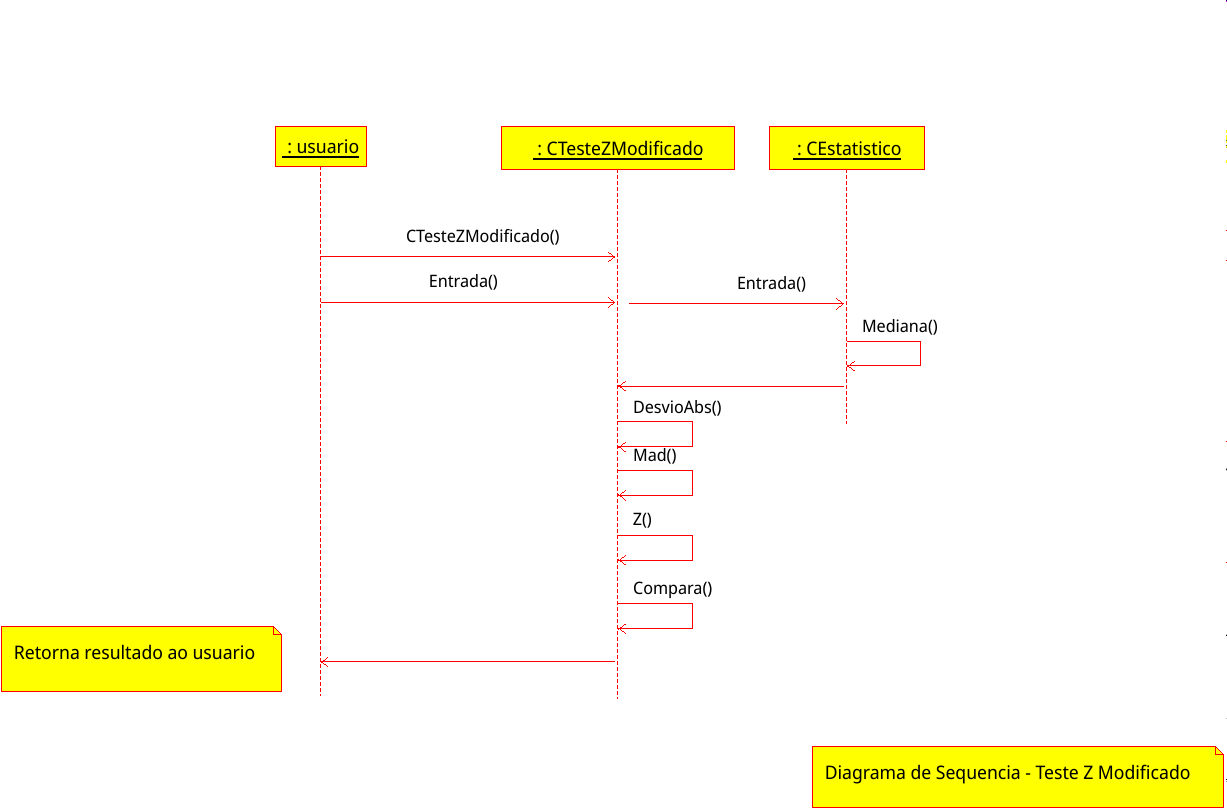 : usuario
: CTesteZModificado
: CEstatistico
CTesteZModificado()
Entrada()
Entrada()
Mediana()
DesvioAbs()
Mad()
Z()
Compara()
Retorna resultado ao usuario
Diagrama de Sequencia - Teste Z Modificado